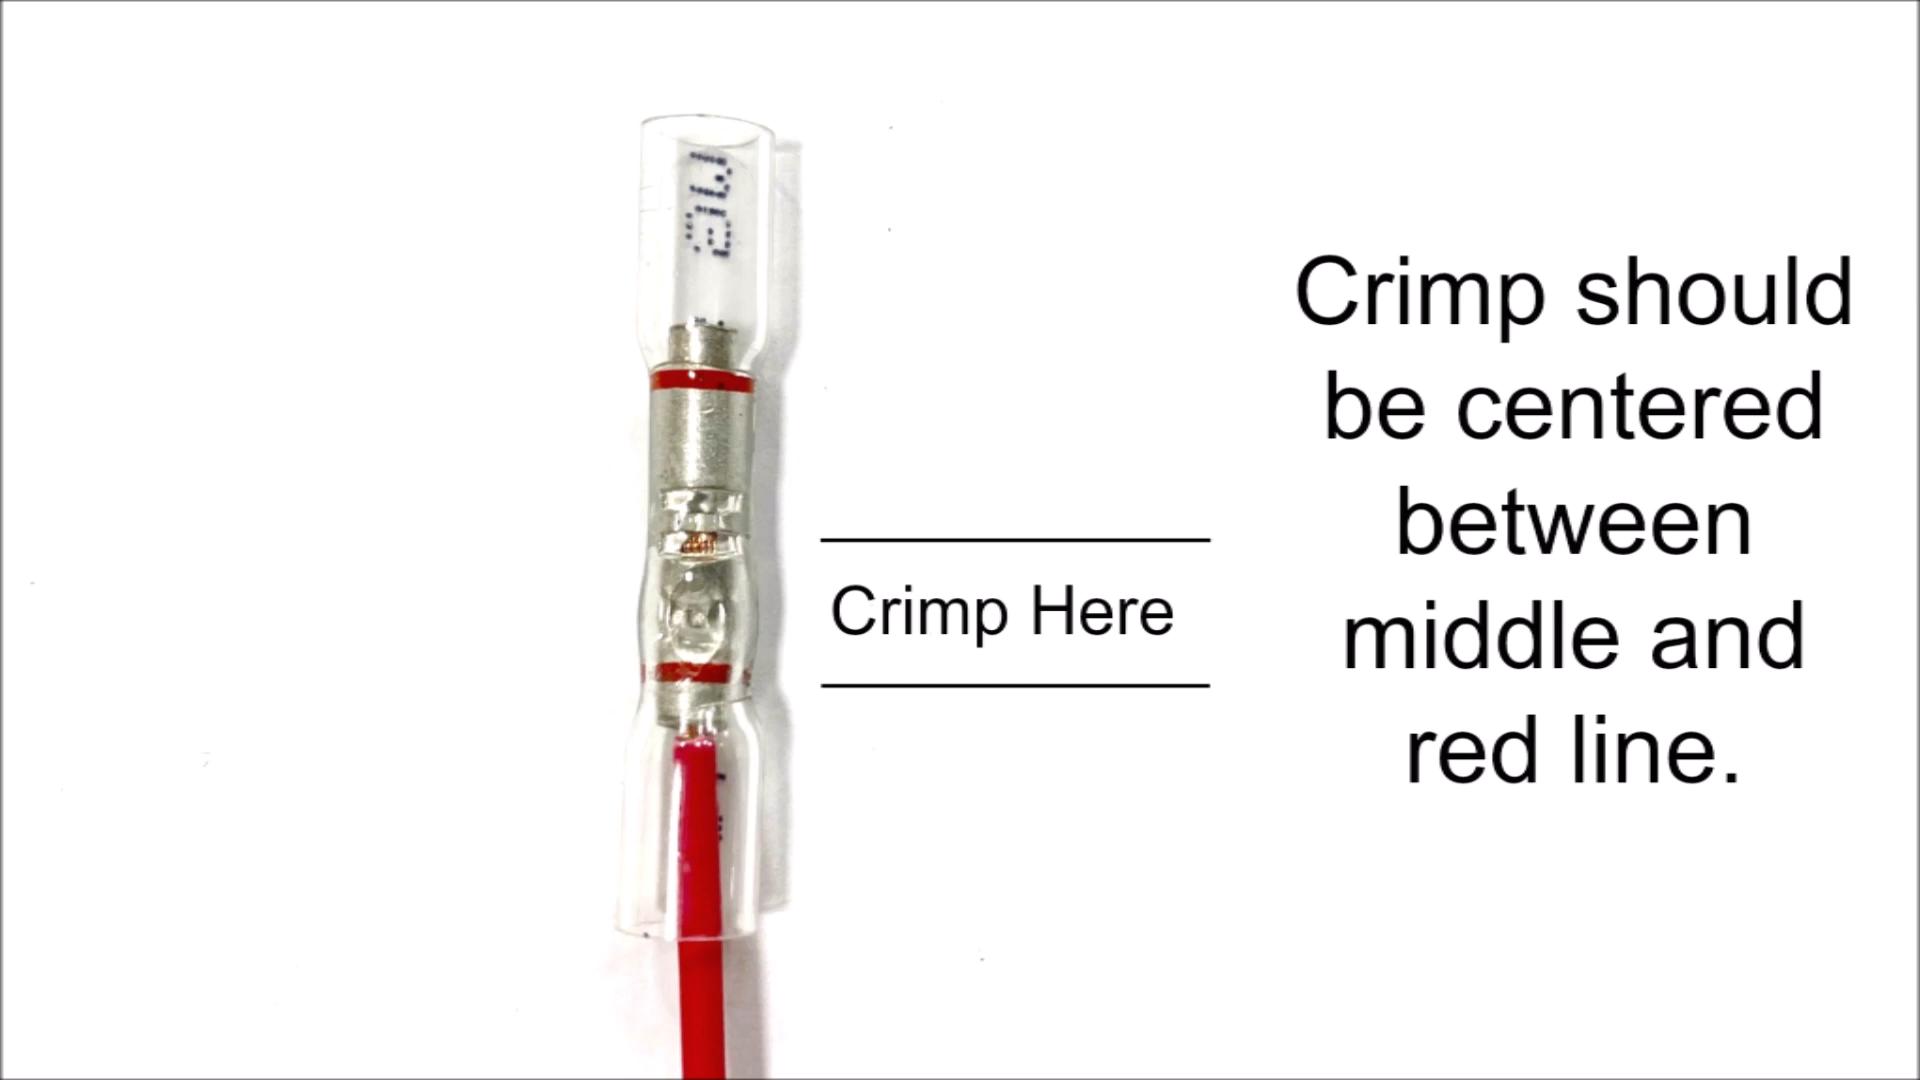 Crimp should
be centered
between
middle and
red line.
Crimp Here